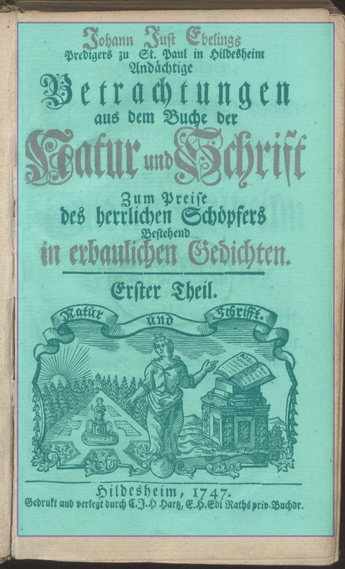 Johann Just Ebelings
Predigers zu St. Paul in Hildesheim
Andächtige
Betrachtungen
aus dem Buche der
Natur und Schrift
Zum Preise
des herrlichen Schöpfers
Bestehend
in erbaulichen Gedichten.
Erster Theil.
Natur und Schrifft.
Hildesheim, 1747.
Gedrukt und verlegt durch C.J.H Hartz, E.H.Edl Raths priv. Buchdr.